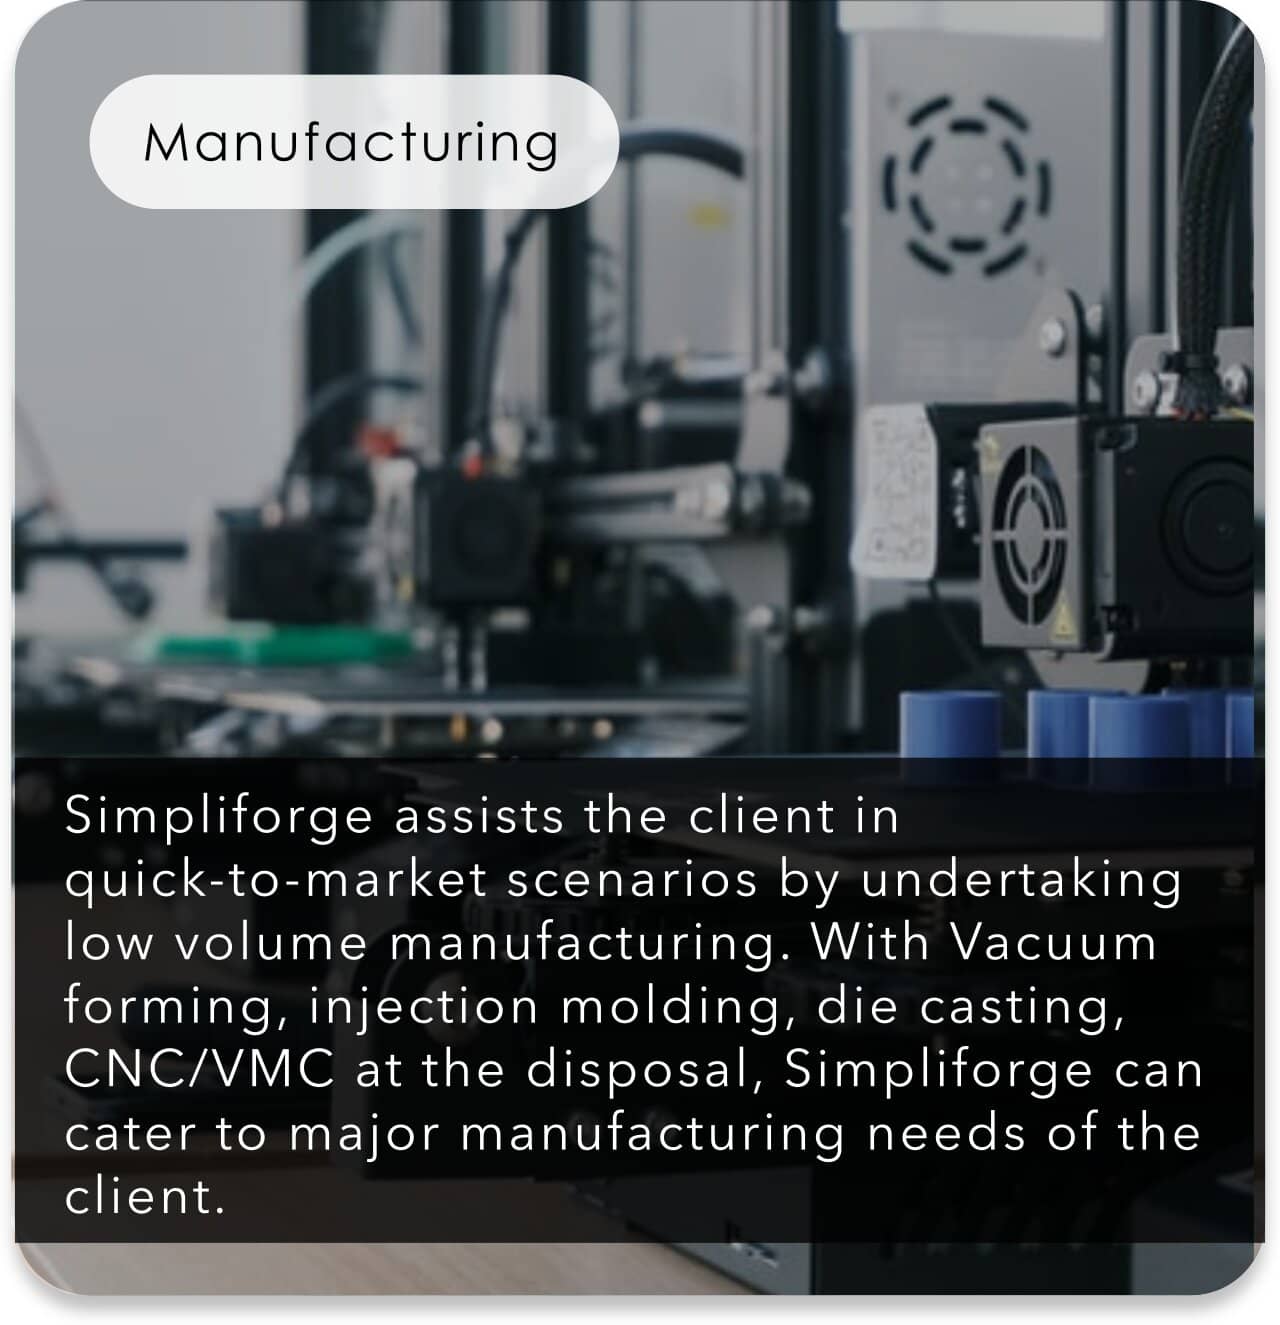 Manufacturing
Simpliforge assists the client in
quick-to-market scenarios by undertaking
low volume manufacturing. With Vacuum
forming, injection molding, die casting,
CNC/VMC at the disposal, Simpliforge can
cater to major manufacturing needs of the
client.